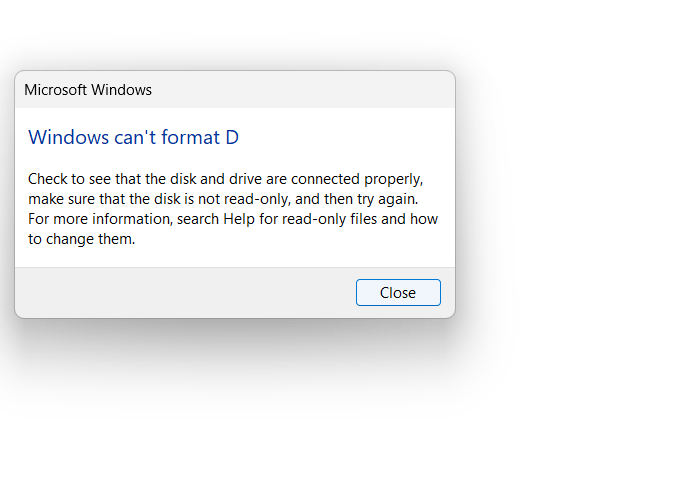 Microsoft Windows
Windows can't format D
Check to see that the disk and drive are connected properly,
make sure that the disk is not read-only, and then try again.
For more information, search Help for read-only files and how
to change them.
Close